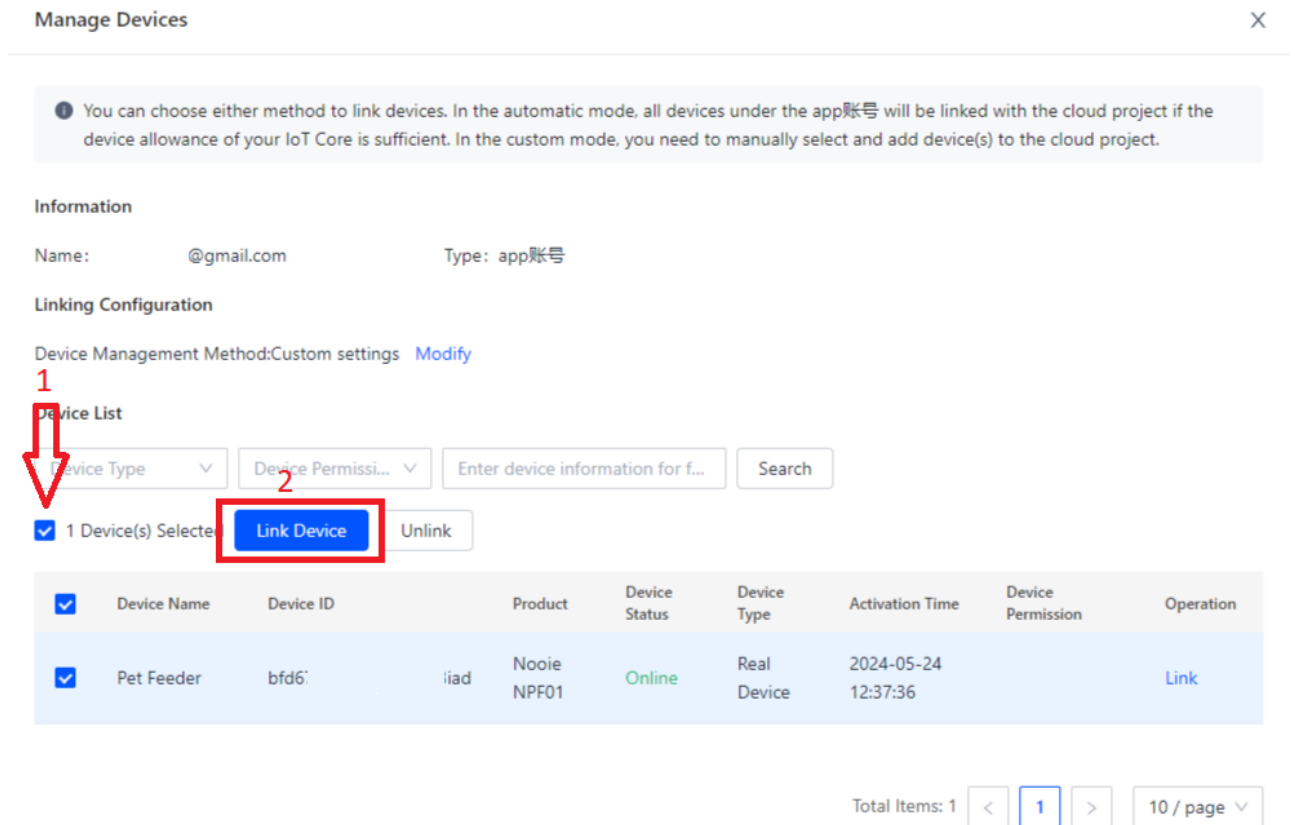 Manage Devices
You can choose either method to link devices. In the automatic mode, all devices under the app账号 will be linked with the cloud project if the
device allowance of your IoT Core is sufficient. In the custom mode, you need to manually select and add device(s) to the cloud project.
Information
Name: @gmail.com Type: app账号
Linking Configuration
Device Management Method:Custom settings Modify
1
Device List
Device Type Device Permissi... Enter device information for f... Search
2
1 Device(s) Selected Link Device Unlink
Device Name Device ID Product Device Status Device Type Activation Time Device Permission Operation
Pet Feeder bfd6 iad Nooie NPF01 Online Real Device 2024-05-24 12:37:36 Link
Total Items: 1 < 1 > 10 / page